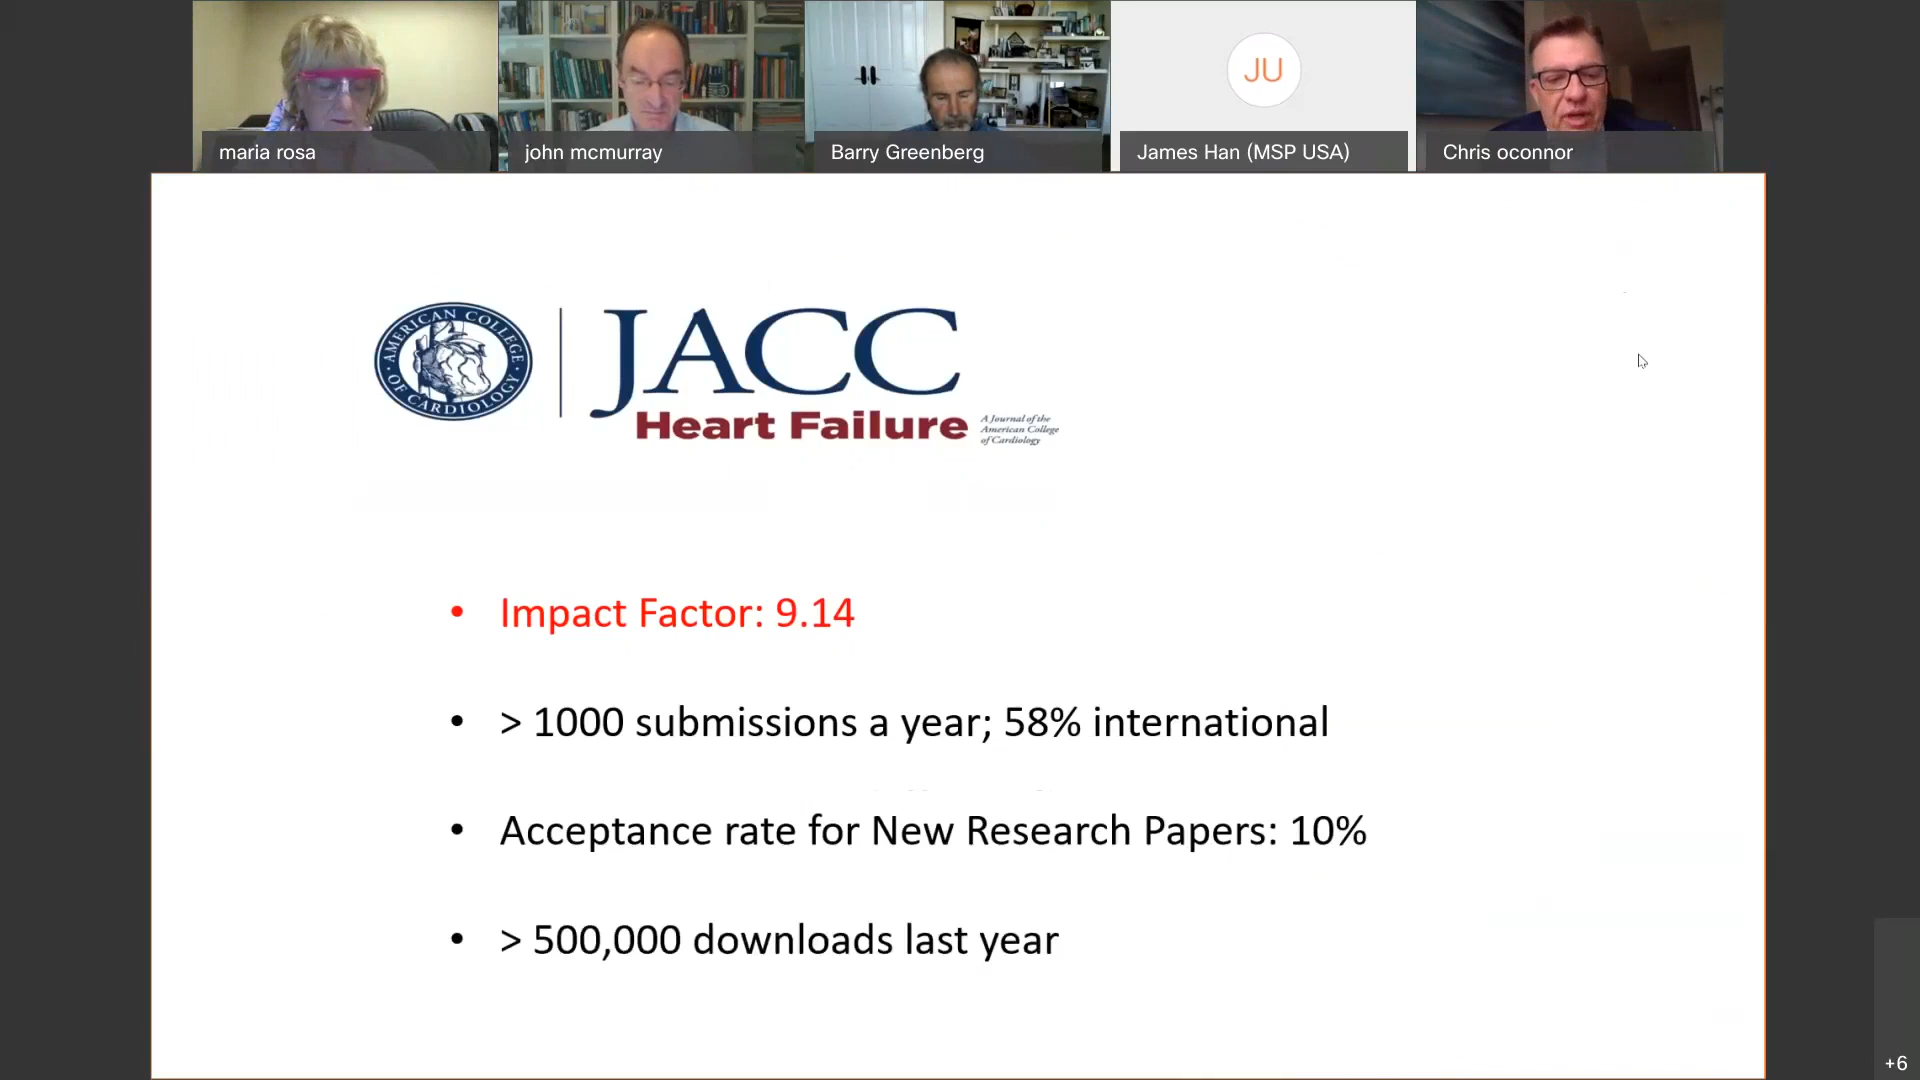 maria rosa
john mcmurray
Barry Greenberg
JU
James Han (MSP USA)
Chris oconnor
AMERICAN COLLEGE
OF CARDIOLOGY
JACC
Heart Failure
A Journal of the
American College
of Cardiology
• Impact Factor: 9.14
• > 1000 submissions a year; 58% international
• Acceptance rate for New Research Papers: 10%
• > 500,000 downloads last year
+6